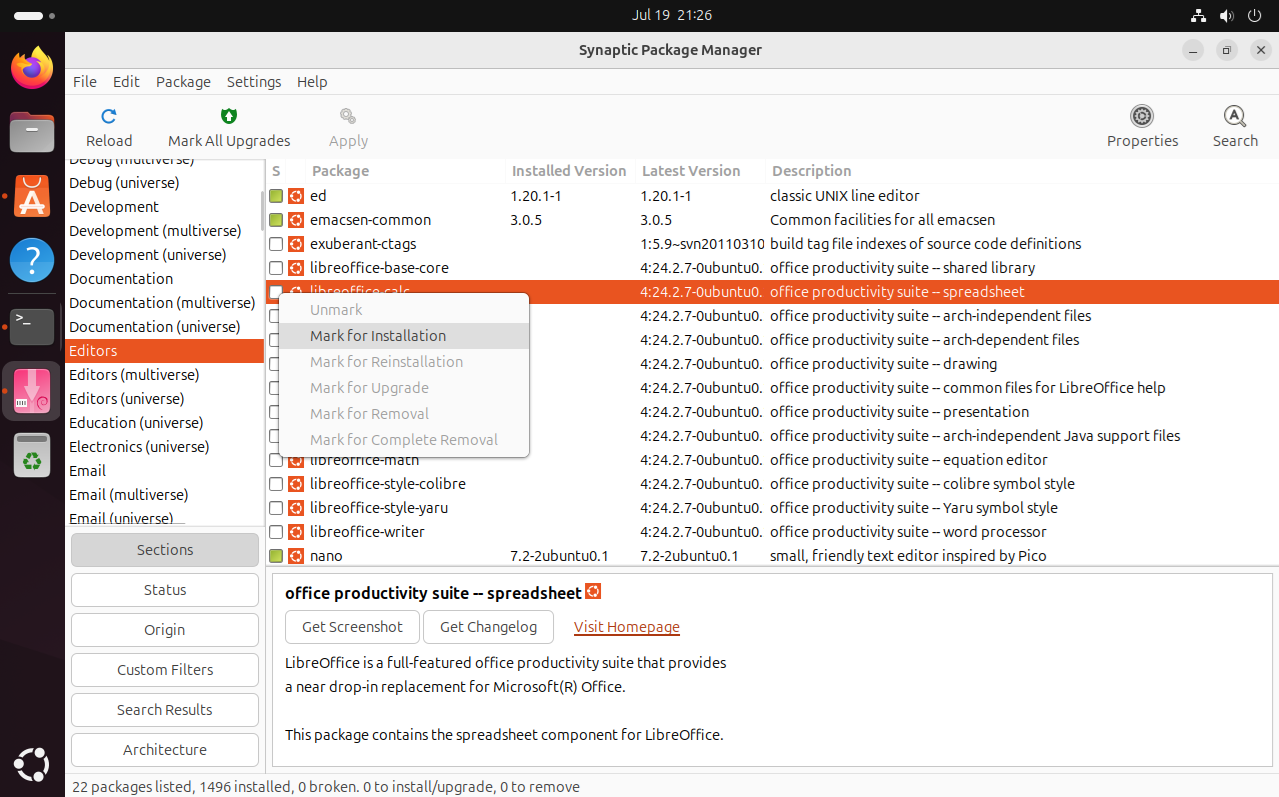 Jul 19 21:26
Synaptic Package Manager
File Edit Package Settings Help
Reload Mark All Upgrades Apply Properties Search
Debug (multiverse)
Debug (universe)
Development
Development (multiverse)
Development (universe)
Documentation
Documentation (multiverse)
Documentation (universe)
Editors
Editors (multiverse)
Editors (universe)
Education (universe)
Electronics (universe)
Email
Email (multiverse)
Email (universe)
Sections
Status
Origin
Custom Filters
Search Results
Architecture
S Package Installed Version Latest Version Description
ed 1.20.1-1 1.20.1-1 classic UNIX line editor
emacsen-common 3.0.5 3.0.5 Common facilities for all emacsen
exuberant-ctags 1:5.9~svn20110310 build tag file indexes of source code definitions
libreoffice-base-core 4:24.2.7-0ubuntu0. office productivity suite -- shared library
libreoffice-calc 4:24.2.7-0ubuntu0. office productivity suite -- spreadsheet
4:24.2.7-0ubuntu0. office productivity suite -- arch-independent files
4:24.2.7-0ubuntu0. office productivity suite -- arch-dependent files
4:24.2.7-0ubuntu0. office productivity suite -- drawing
4:24.2.7-0ubuntu0. office productivity suite -- common files for LibreOffice help
4:24.2.7-0ubuntu0. office productivity suite -- presentation
4:24.2.7-0ubuntu0. office productivity suite -- arch-independent Java support files
libreoffice-math 4:24.2.7-0ubuntu0. office productivity suite -- equation editor
libreoffice-style-colibre 4:24.2.7-0ubuntu0. office productivity suite -- colibre symbol style
libreoffice-style-yaru 4:24.2.7-0ubuntu0. office productivity suite -- Yaru symbol style
libreoffice-writer 4:24.2.7-0ubuntu0. office productivity suite -- word processor
nano 7.2-2ubuntu0.1 7.2-2ubuntu0.1 small, friendly text editor inspired by Pico
Unmark
Mark for Installation
Mark for Reinstallation
Mark for Upgrade
Mark for Removal
Mark for Complete Removal
office productivity suite -- spreadsheet
Get Screenshot Get Changelog Visit Homepage
LibreOffice is a full-featured office productivity suite that provides
a near drop-in replacement for Microsoft(R) Office.
This package contains the spreadsheet component for LibreOffice.
22 packages listed, 1496 installed, 0 broken. 0 to install/upgrade, 0 to remove